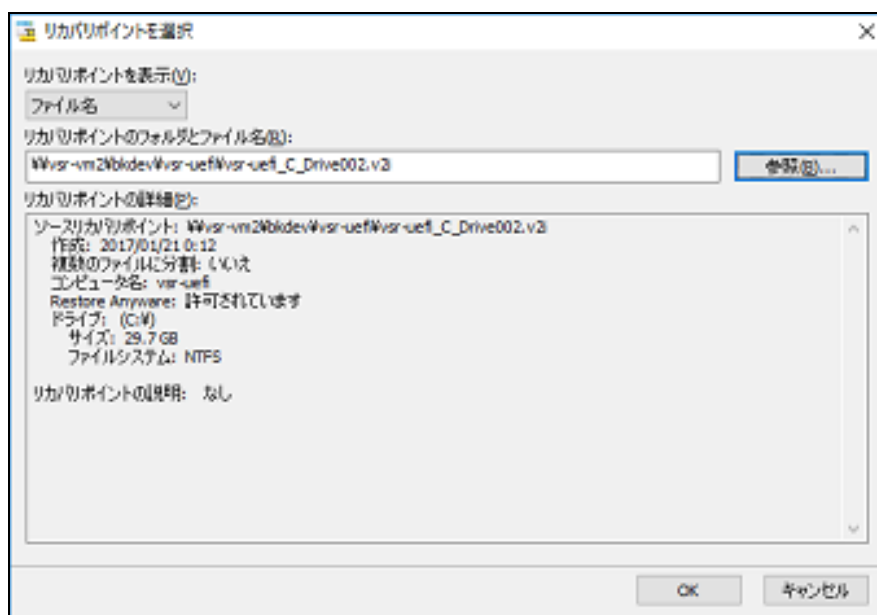 リカバリポイントを選択
リカバリポイントを表示(V):
ファイル名
リカバリポイントのフォルダとファイル名(R):
¥¥vsr-vm2¥bkdev¥vsr-uefi¥vsr-uefi_C_Drive002.v2i
参照(B)...
リカバリポイントの詳細(P):
ソースリカバリポイント: ¥¥vsr-vm2¥bkdev¥vsr-uefi¥vsr-uefi_C_Drive002.v2i
作成: 2017/01/21 0:12
複数のファイルに分割: いいえ
コンピュータ名: vsr-uefi
Restore Anyware: 許可されています
ドライブ: (C:¥)
サイズ: 29.7 GB
ファイルシステム: NTFS
リカバリポイントの説明: なし
OK
キャンセル